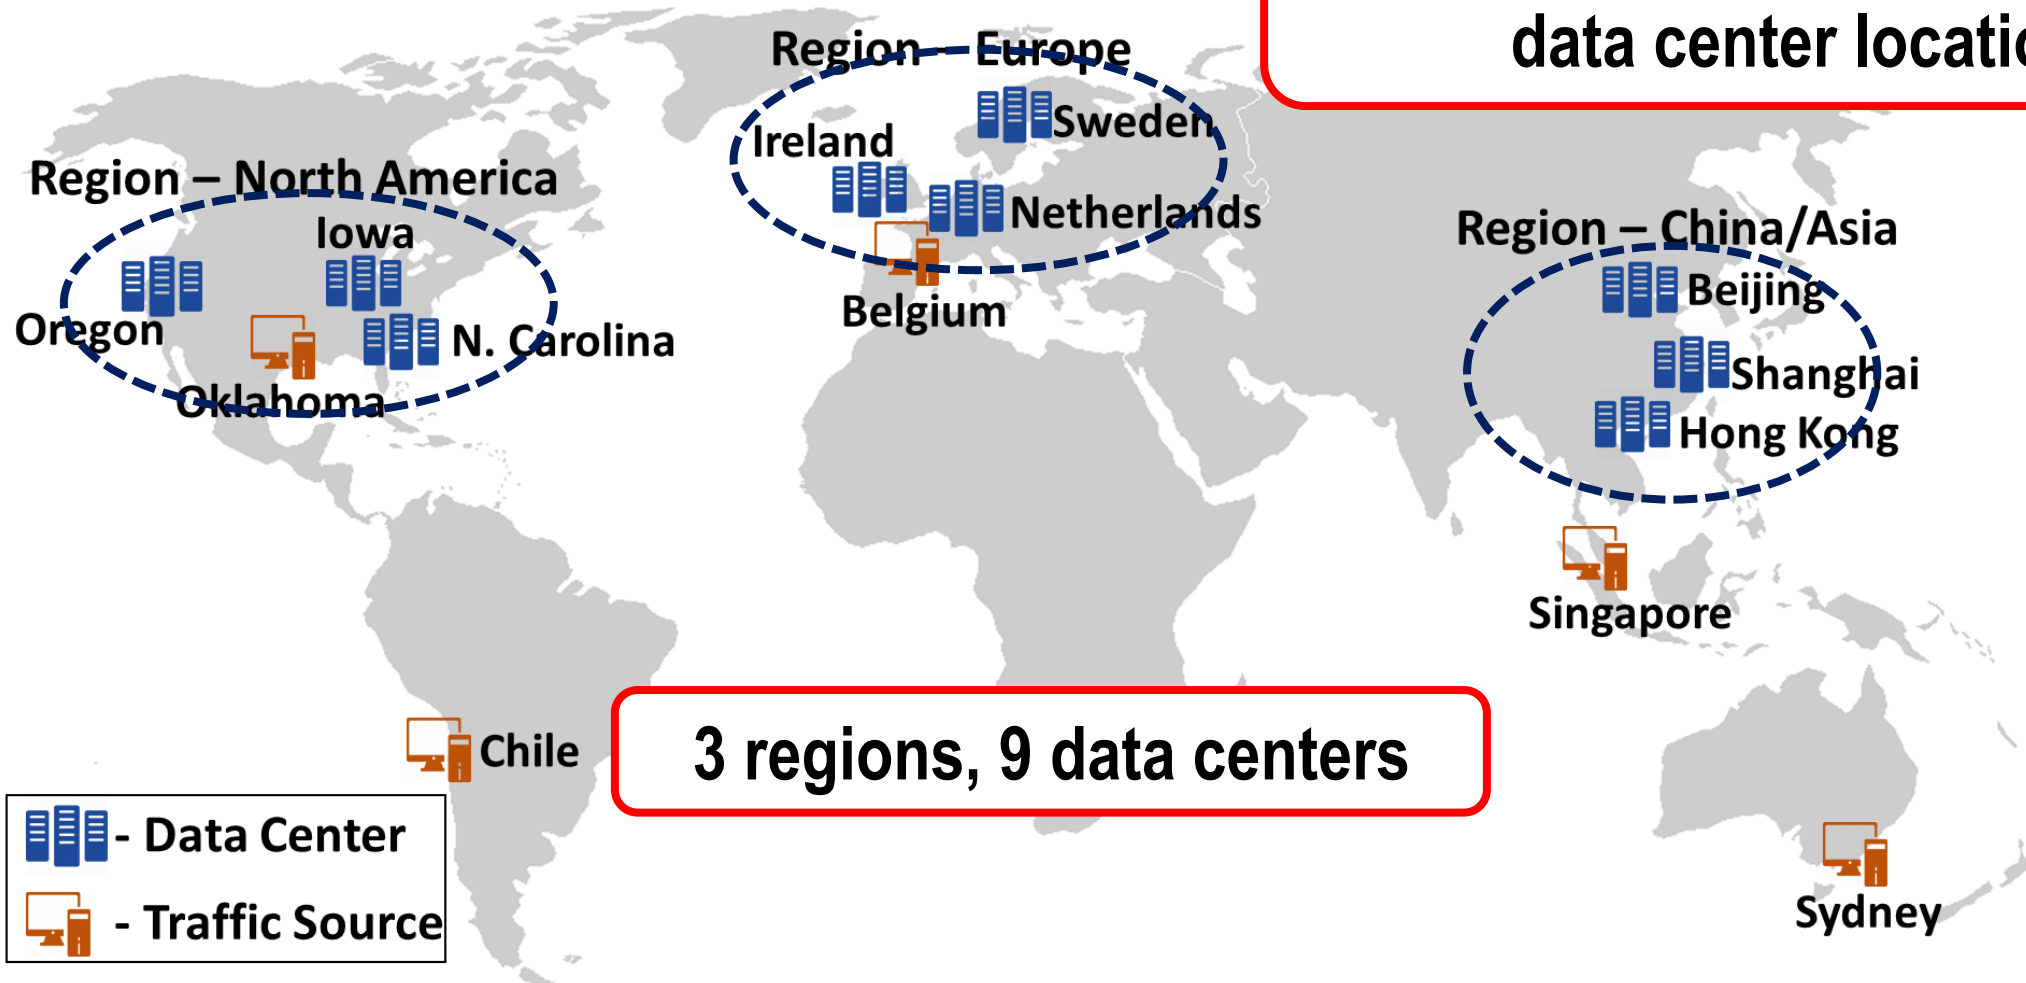 data center locatio
Region – Europe
Sweden
Ireland
Netherlands
Belgium
Region – North America
Iowa
Oregon
N. Carolina
Oklahoma
Region – China/Asia
Beijing
Shanghai
Hong Kong
Singapore
Chile
3 regions, 9 data centers
Sydney
- Data Center
- Traffic Source